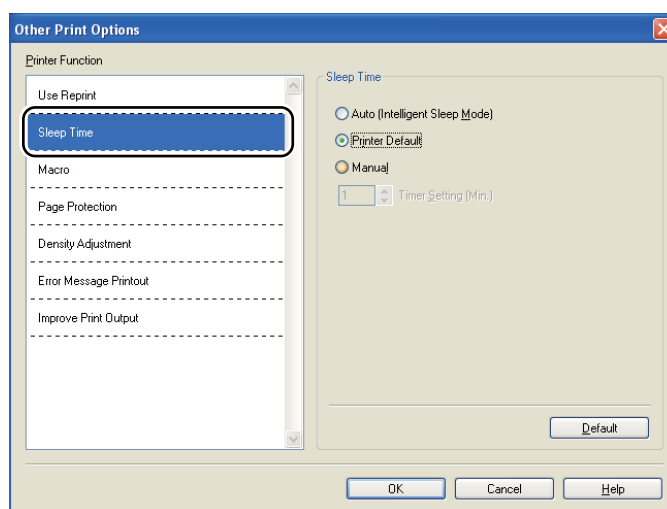 Other Print Options
Printer Function
Use Reprint
Sleep Time
Macro
Page Protection
Density Adjustment
Error Message Printout
Improve Print Output
Sleep Time
Auto (Intelligent Sleep Mode)
Printer Default
Manual
1 Timer Setting (Min.)
Default
OK Cancel Help